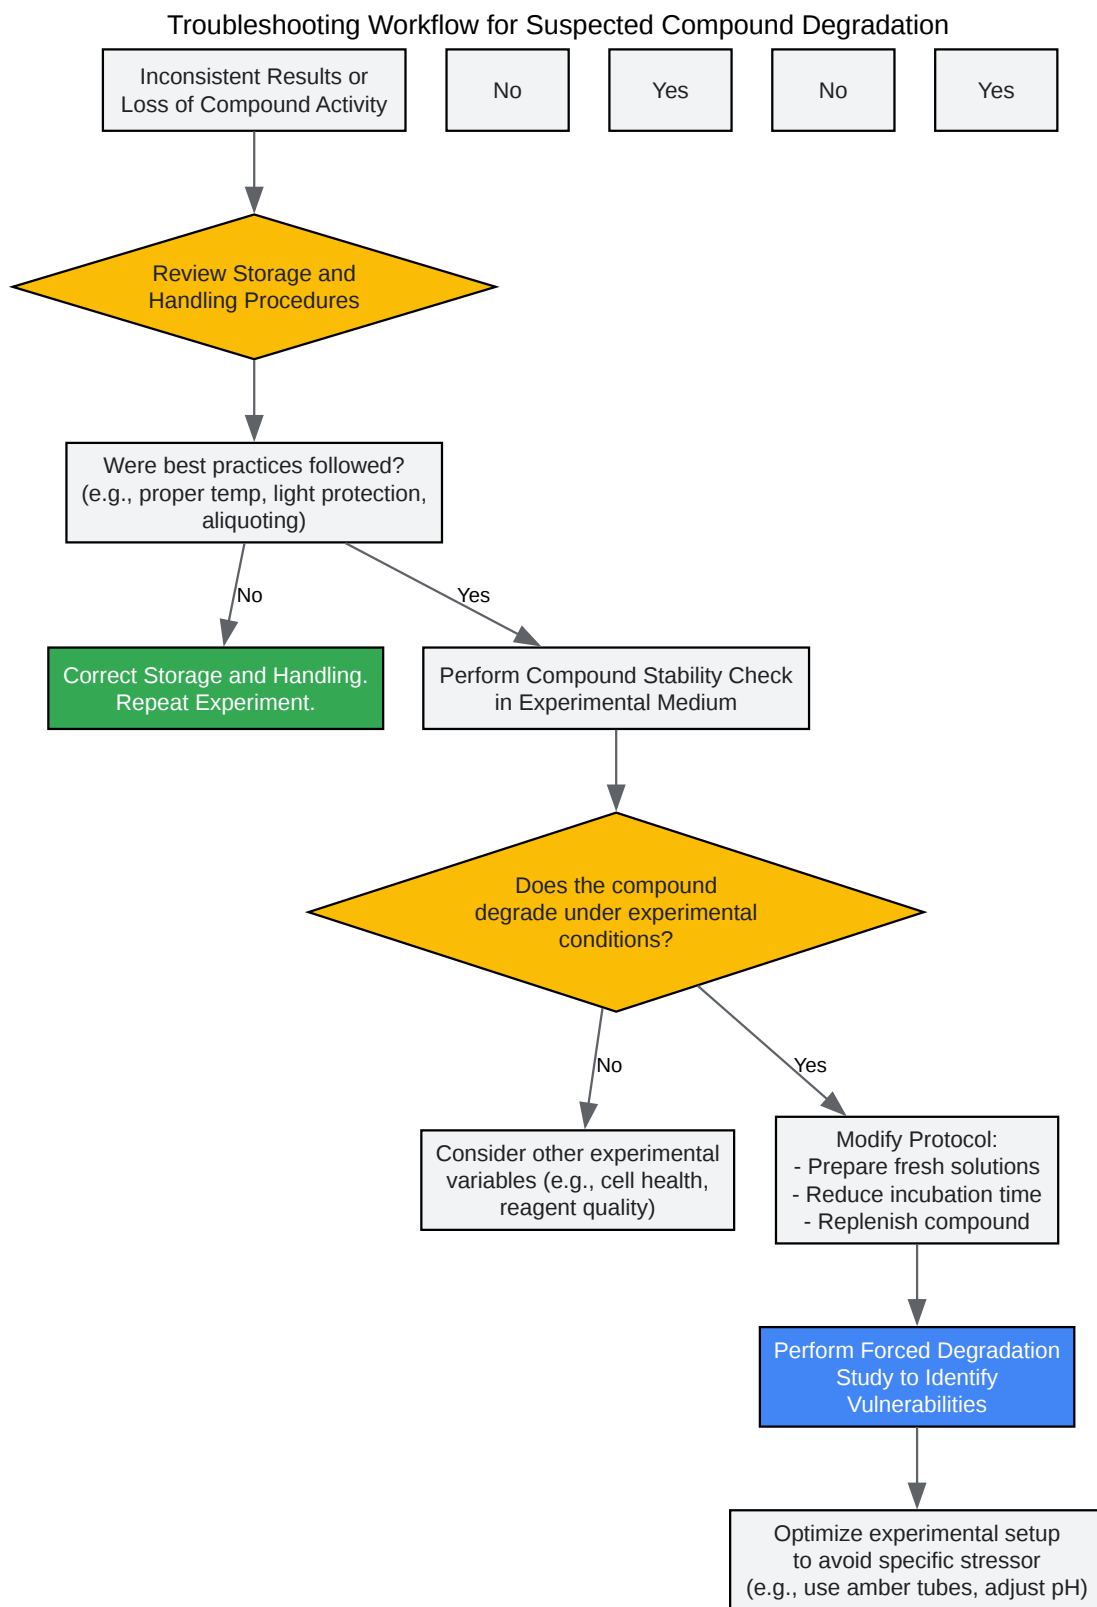 Troubleshooting Workflow for Suspected Compound Degradation
Inconsistent Results or
Loss of Compound Activity
No
Yes
No
Yes
Review Storage and
Handling Procedures
Were best practices followed?
(e.g., proper temp, light protection,
aliquoting)
No
Yes
Correct Storage and Handling.
Repeat Experiment.
Perform Compound Stability Check
in Experimental Medium
Does the compound
degrade under experimental
conditions?
No
Yes
Consider other experimental
variables (e.g., cell health,
reagent quality)
Modify Protocol:
- Prepare fresh solutions
- Reduce incubation time
- Replenish compound
Perform Forced Degradation
Study to Identify
Vulnerabilities
Optimize experimental setup
to avoid specific stressor
(e.g., use amber tubes, adjust pH)